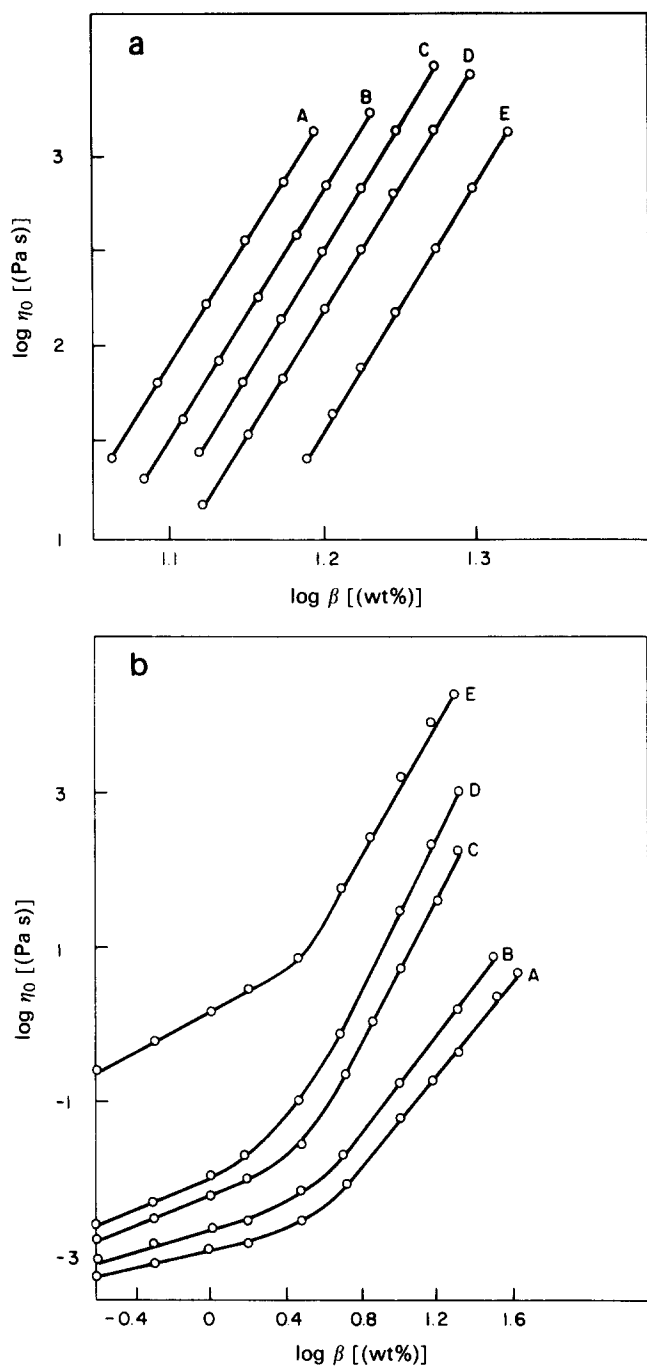 a
A
B
C
D
E
3
2
1
log η₀ [(Pa s)]
1.1 1.2 1.3
log β [(wt%)]
b
E
D
C
B
A
3
1
-1
-3
log η₀ [(Pa s)]
-0.4 0 0.4 0.8 1.2 1.6
log β [(wt%)]